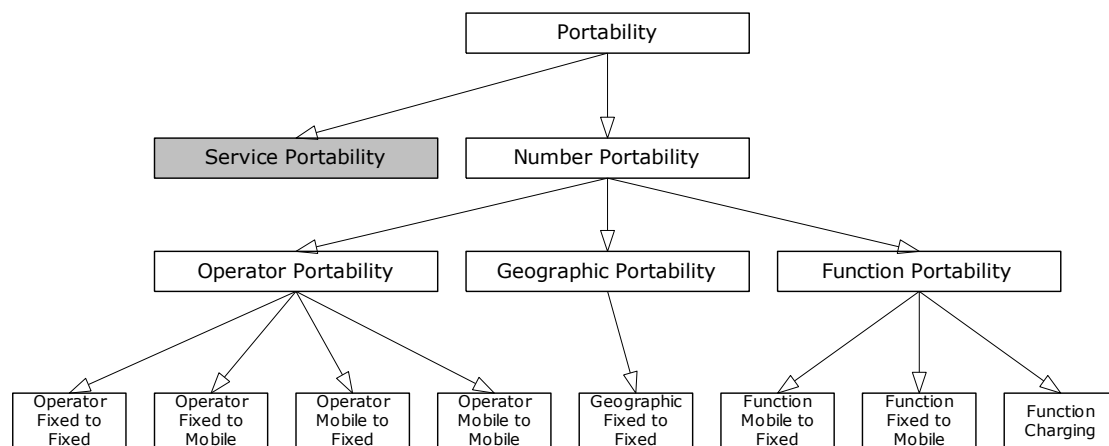 Portability
Service Portability
Number Portability
Operator Portability
Geographic Portability
Function Portability
Operator
Fixed to
Fixed
Operator
Fixed to
Mobile
Operator
Mobile to
Fixed
Operator
Mobile to
Mobile
Geographic
Fixed to
Fixed
Function
Mobile to
Fixed
Function
Fixed to
Mobile
Function
Charging